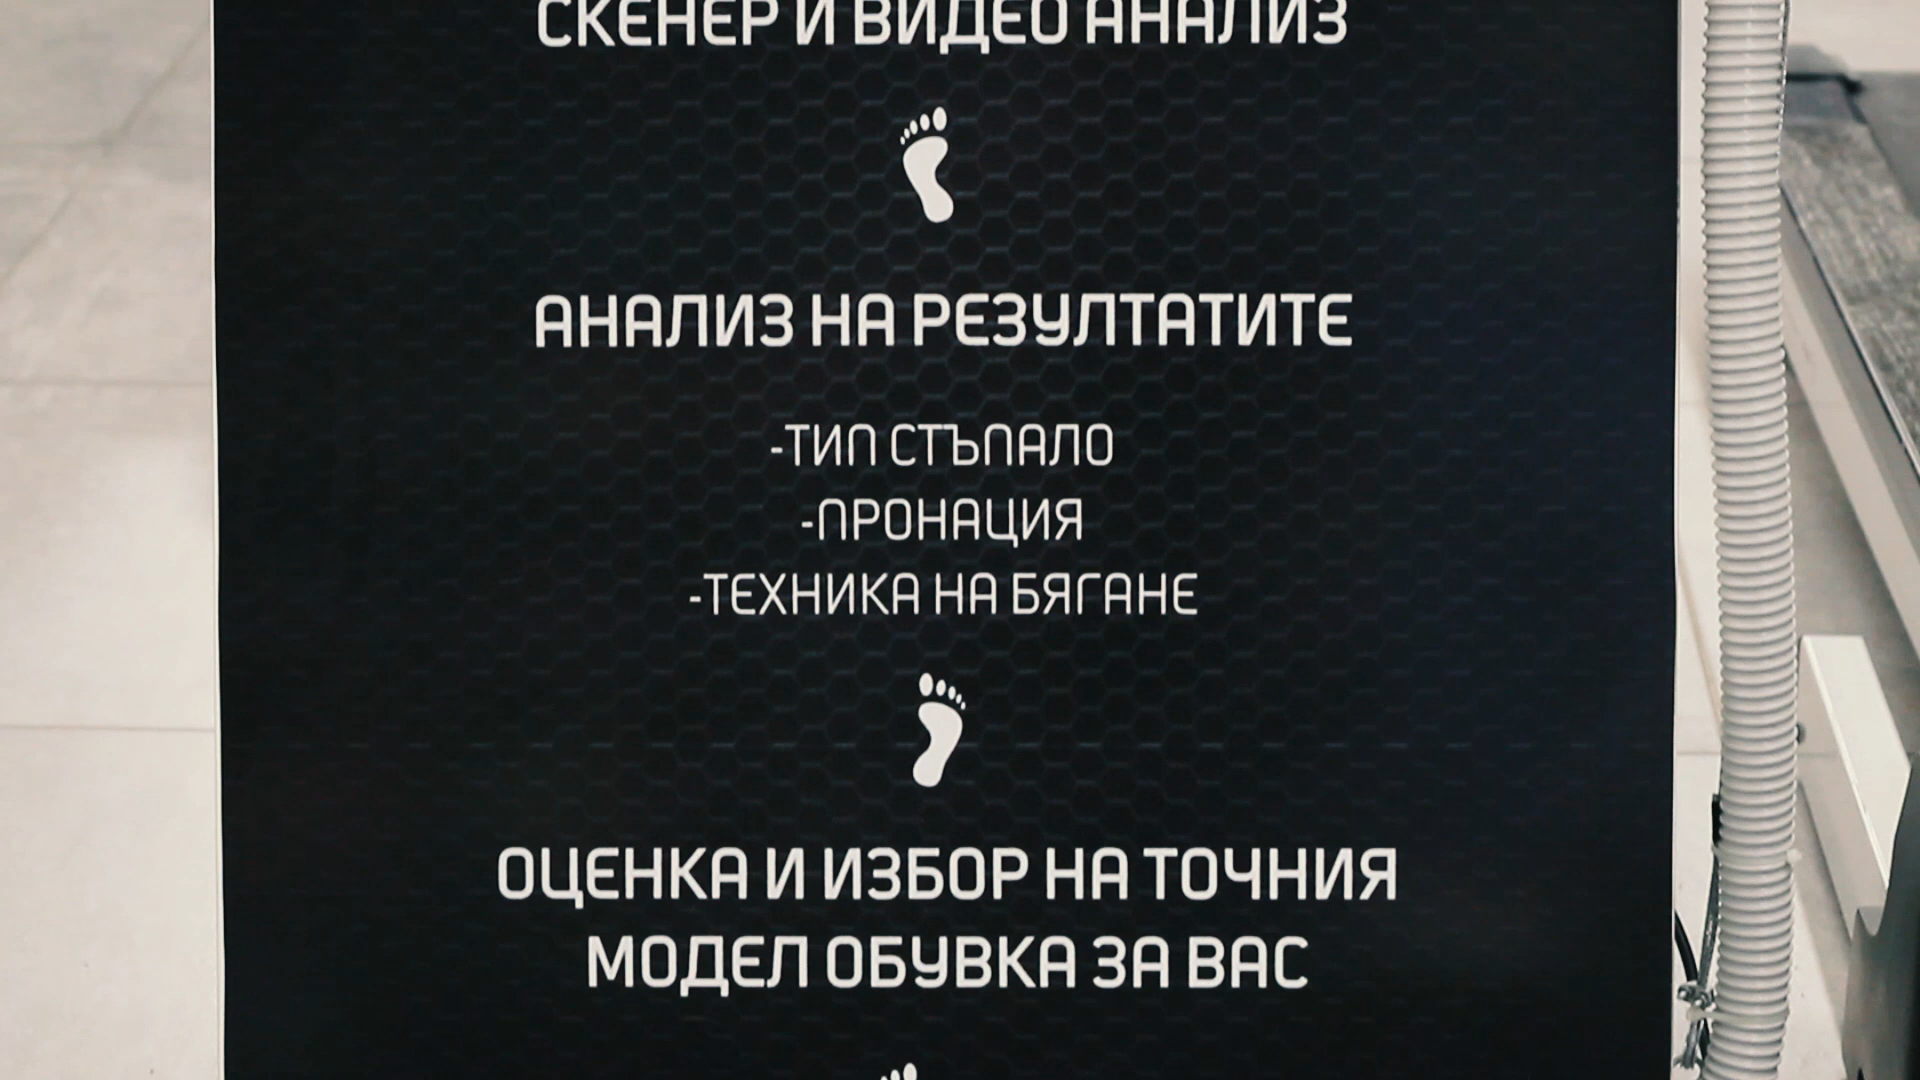 СКЕНЕР И ВИДЕО АНАЛИЗ
АНАЛИЗ НА РЕЗУЛТАТИТЕ
-ТИП СТЪПАЛО
-ПРОНАЦИЯ
-ТЕХНИКА НА БЯГАНЕ
ОЦЕНКА И ИЗБОР НА ТОЧНИЯ
МОДЕЛ ОБУВКА ЗА ВАС